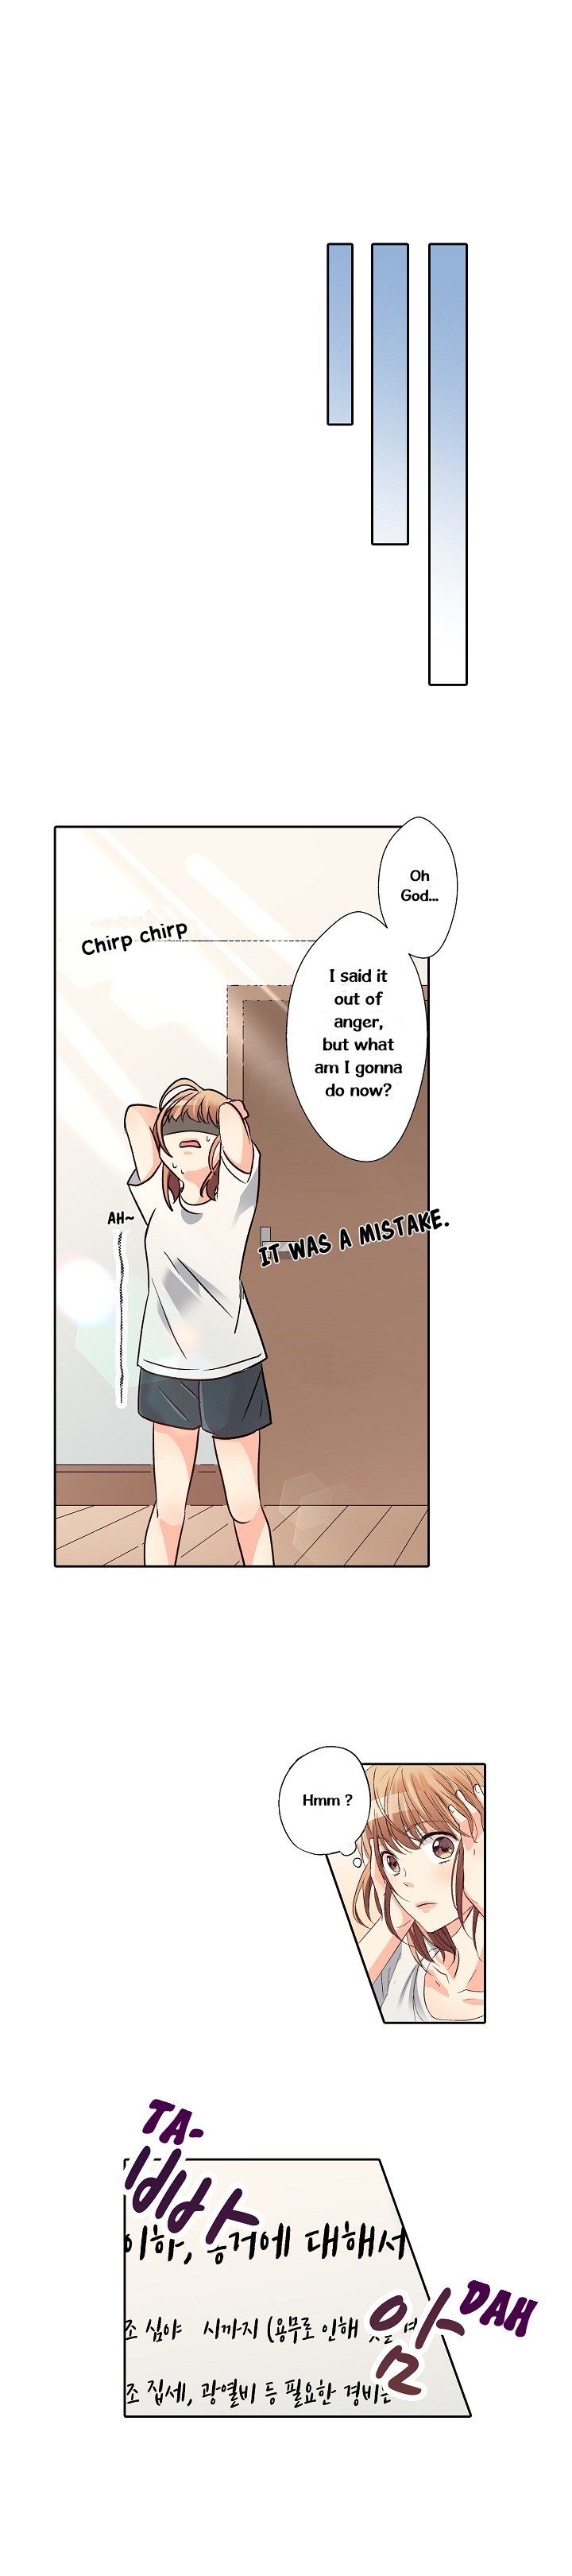 Oh
God...
I said it
out of
anger,
but what
am I gonna
do now?
Chirp chirp
AH~
IT WAS A MISTAKE.
Hmm ?
TA-
이하, 동거에 대해서
조 심야 시까지 (용무로 인해
DAH
조 집세, 광열비 등 필요한 경비는